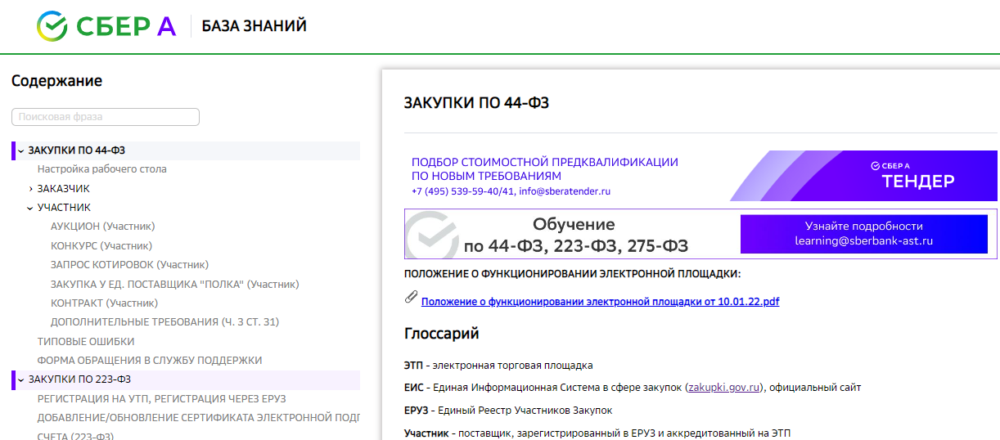 СБЕР А
БАЗА ЗНАНИЙ
Содержание
Поисковая фраза
ЗАКУПКИ ПО 44-ФЗ
Настройка рабочего стола
ЗАКАЗЧИК
УЧАСТНИК
АУКЦИОН (Участник)
КОНКУРС (Участник)
ЗАПРОС КОТИРОВОК (Участник)
ЗАКУПКА У ЕД. ПОСТАВЩИКА "ПОЛКА" (Участник)
КОНТРАКТ (Участник)
ДОПОЛНИТЕЛЬНЫЕ ТРЕБОВАНИЯ (Ч. 3 СТ. 31)
ТИПОВЫЕ ОШИБКИ
ФОРМА ОБРАЩЕНИЯ В СЛУЖБУ ПОДДЕРЖКИ
ЗАКУПКИ ПО 223-ФЗ
РЕГИСТРАЦИЯ НА УТП, РЕГИСТРАЦИЯ ЧЕРЕЗ ЕРУЗ
ДОБАВЛЕНИЕ/ОБНОВЛЕНИЕ СЕРТИФИКАТА ЭЛЕКТРОННОЙ ПОДГ
СЧЕТА (223-ФЗ)
ЗАКУПКИ ПО 44-ФЗ
ПОДБОР СТОИМОСТНОЙ ПРЕДКВАЛИФИКАЦИИ
ПО НОВЫМ ТРЕБОВАНИЯМ
+7 (495) 539-59-40/41, info@sberatender.ru
СБЕР А
ТЕНДЕР
Обучение
по 44-ФЗ, 223-ФЗ, 275-ФЗ
Узнайте подробности
learning@sberbank-ast.ru
ПОЛОЖЕНИЕ О ФУНКЦИОНИРОВАНИИ ЭЛЕКТРОННОЙ ПЛОЩАДКИ:
Положение о функционировании электронной площадки от 10.01.22.pdf
Глоссарий
ЭТП - электронная торговая площадка
ЕИС - Единая Информационная Система в сфере закупок (zakupki.gov.ru), официальный сайт
ЕРУЗ - Единый Реестр Участников Закупок
Участник - поставщик, зарегистрированный в ЕРУЗ и аккредитованный на ЭТП